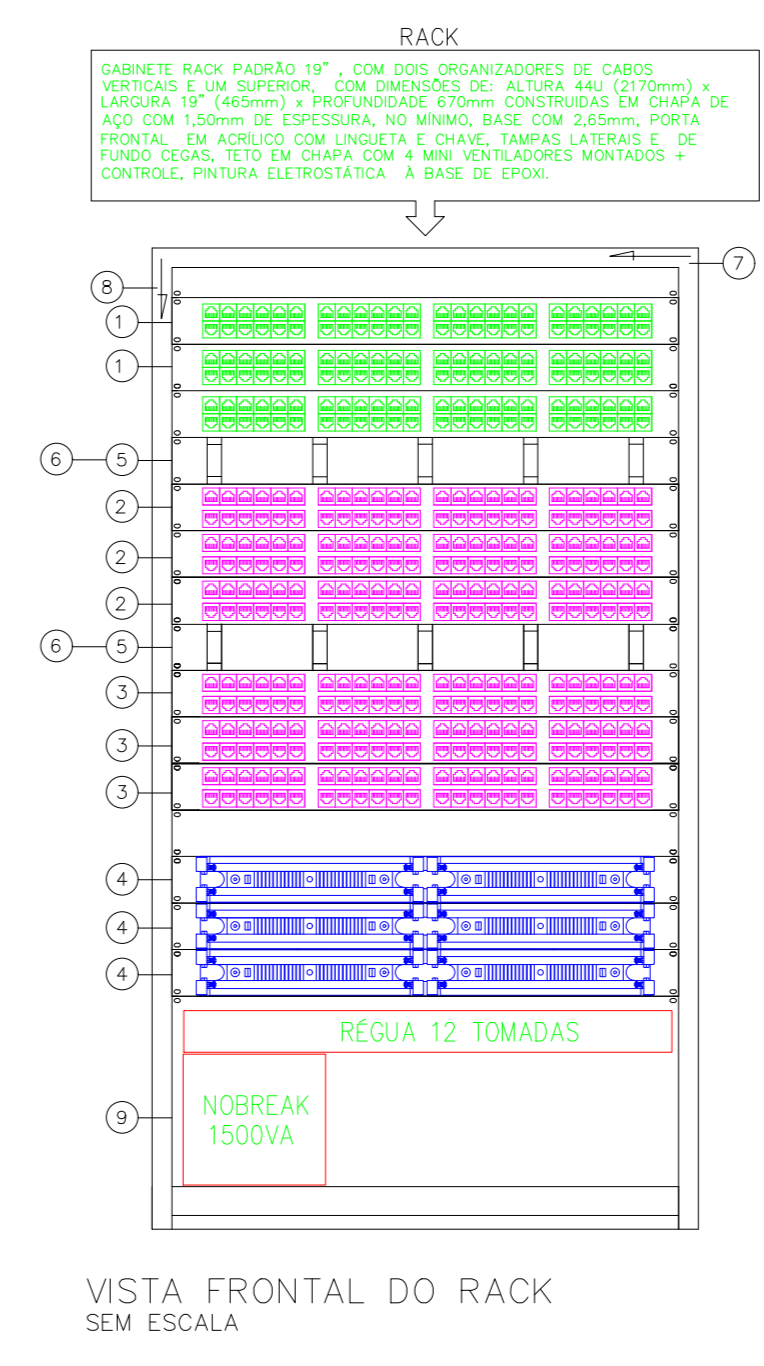 RACK
GABINETE RACK PADRÃO 19" , COM DOIS ORGANIZADORES DE CABOS
VERTICAIS E UM SUPERIOR, COM DIMENSÕES DE: ALTURA 44U (2170mm) x
LARGURA 19" (465mm) x PROFUNDIDADE 670mm CONSTRUIDAS EM CHAPA DE
AÇO COM 1,50mm DE ESPESSURA, NO MÍNIMO, BASE COM 2,65mm, PORTA
FRONTAL EM ACRÍLICO COM LINGUETA E CHAVE, TAMPAS LATERAIS E DE
FUNDO CEGAS, TETO EM CHAPA COM 4 MINI VENTILADORES MONTADOS +
CONTROLE, PINTURA ELETROSTÁTICA À BASE DE EPOXI.
7
8
1
1
6 5
2
2
2
6 5
3
3
3
4
4
4
RÉGUA 12 TOMADAS
9
NOBREAK
1500VA
VISTA FRONTAL DO RACK
SEM ESCALA